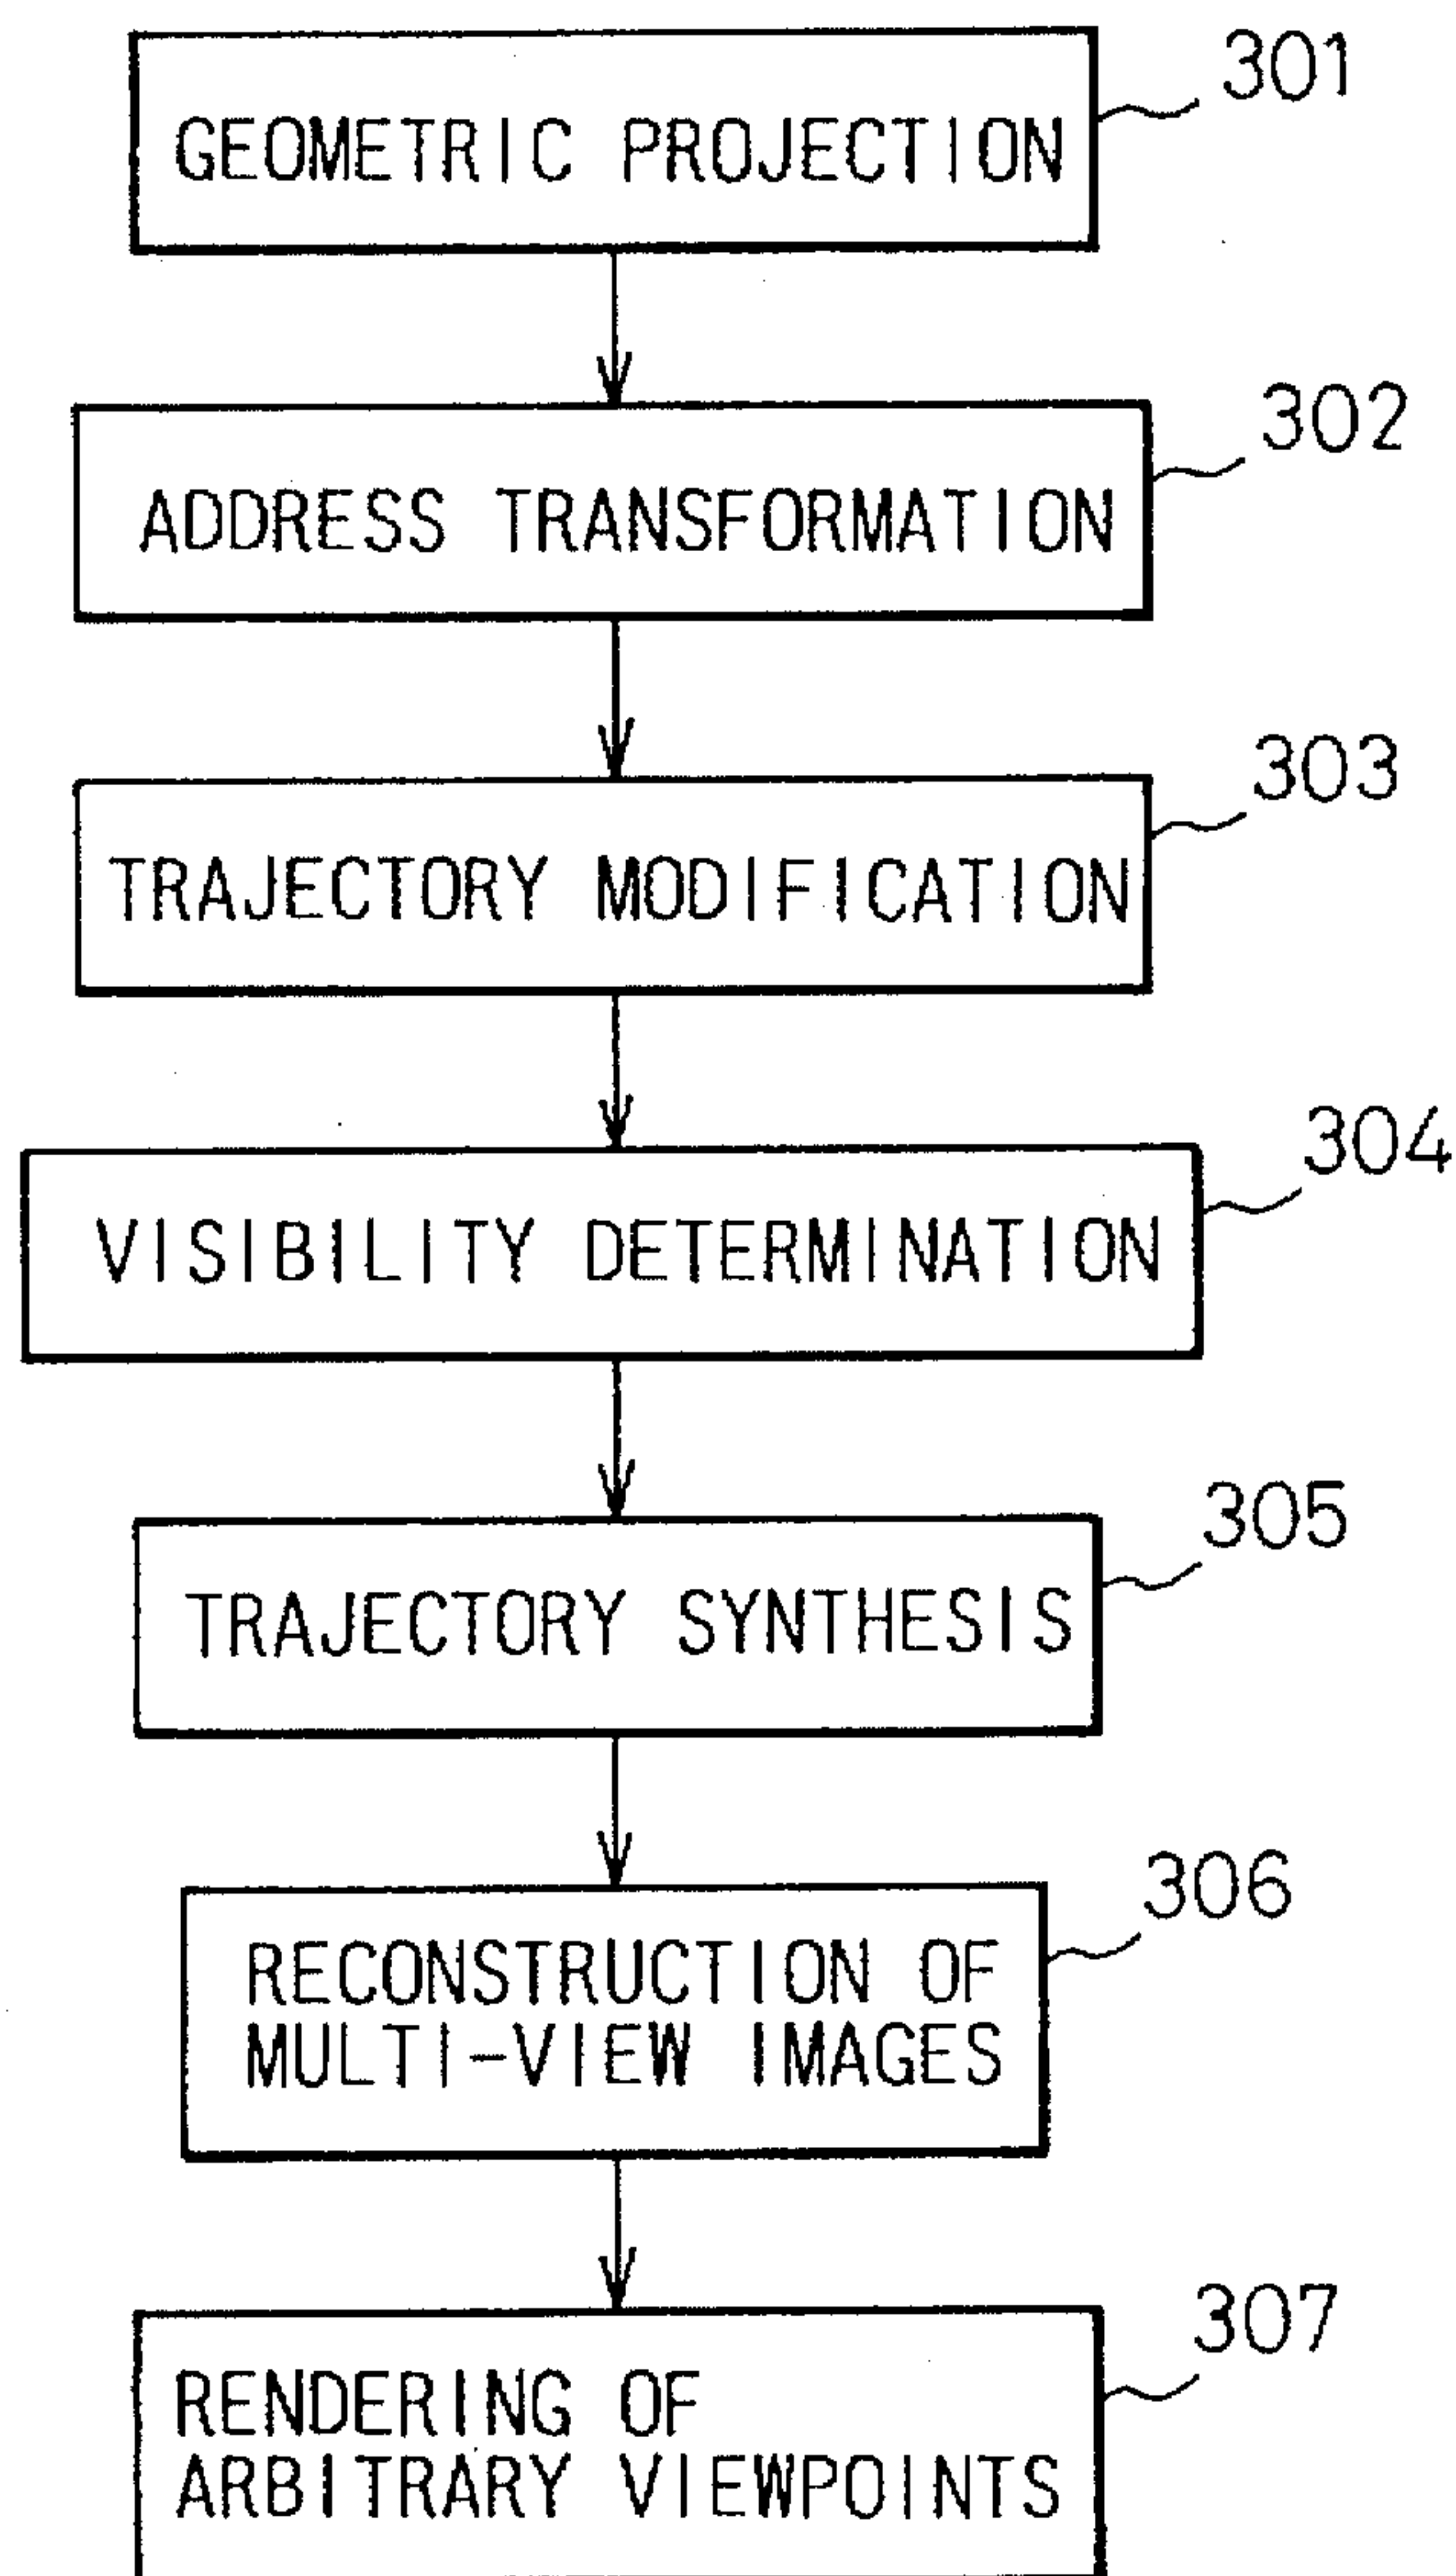 301
GEOMETRIC PROJECTION
302
ADDRESS TRANSFORMATION
303
TRAJECTORY MODIFICATION
304
VISIBILITY DETERMINATION
305
TRAJECTORY SYNTHESIS
306
RECONSTRUCTION OF
MULTI-VIEW IMAGES
307
RENDERING OF
ARBITRARY VIEWPOINTS